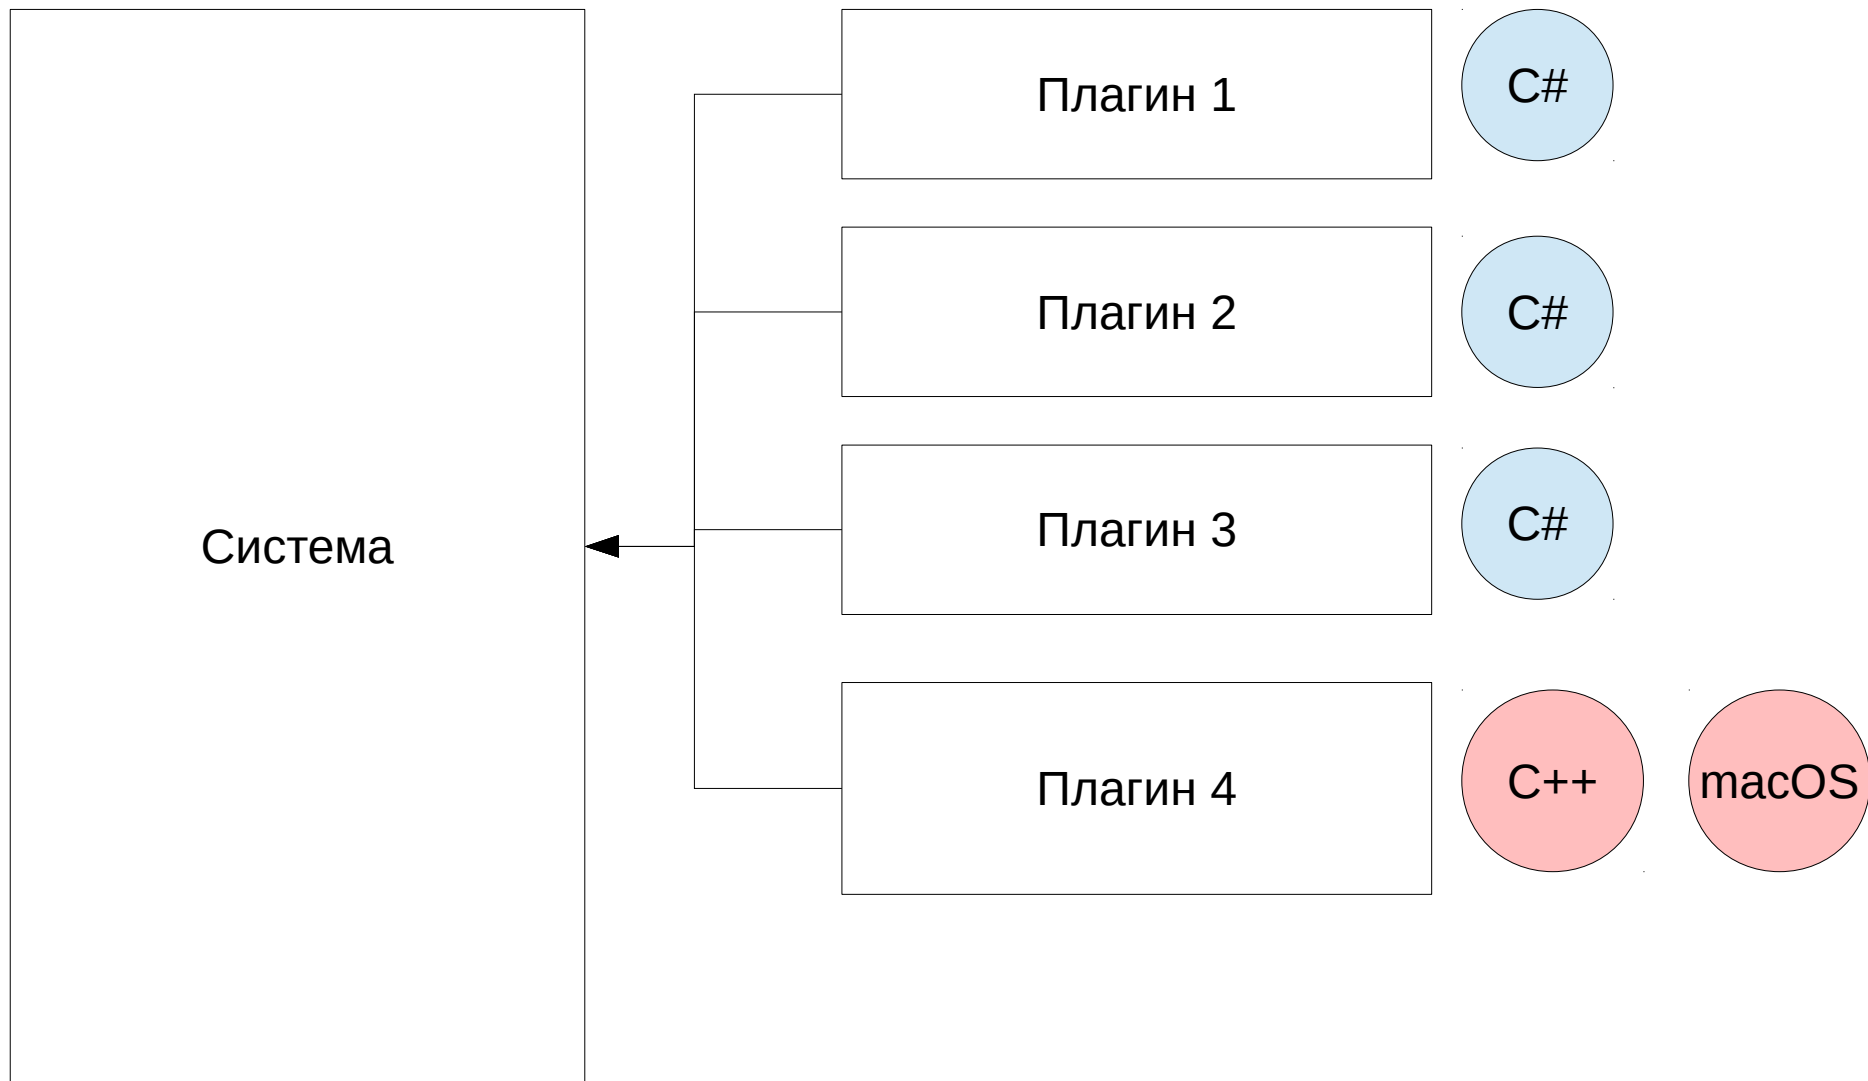 Плагин 1
C#
Плагин 2
C#
Плагин 3
C#
Система
Плагин 4
C++
macOS